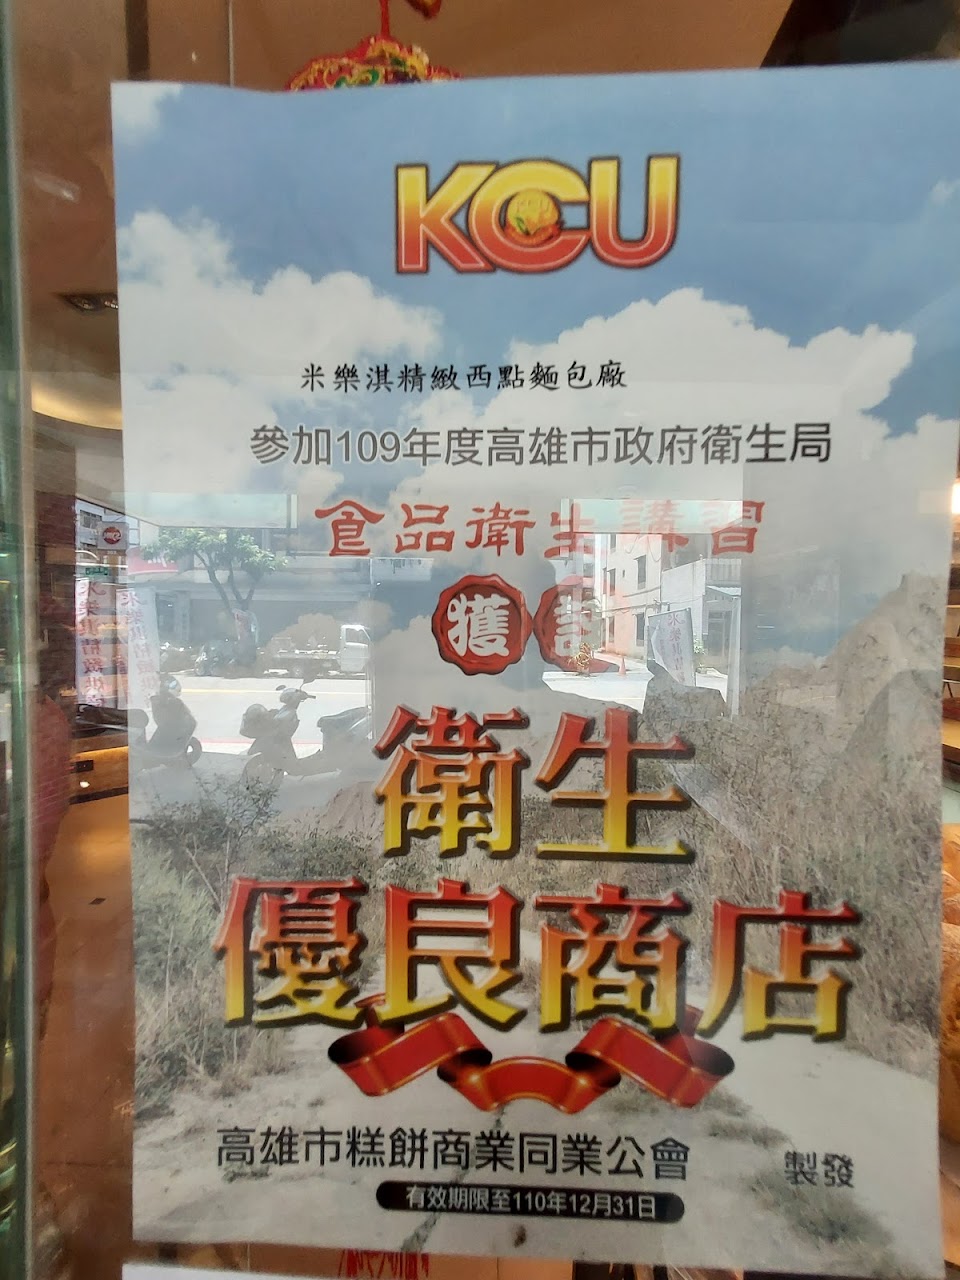 KCU
米樂淇精緻西點麵包廠
參加109年度高雄市政府衛生局
食品衛生講習
獲
衛生
優良商店
高雄市糕餅商業同業公會 製發
有效期限至110年12月31日